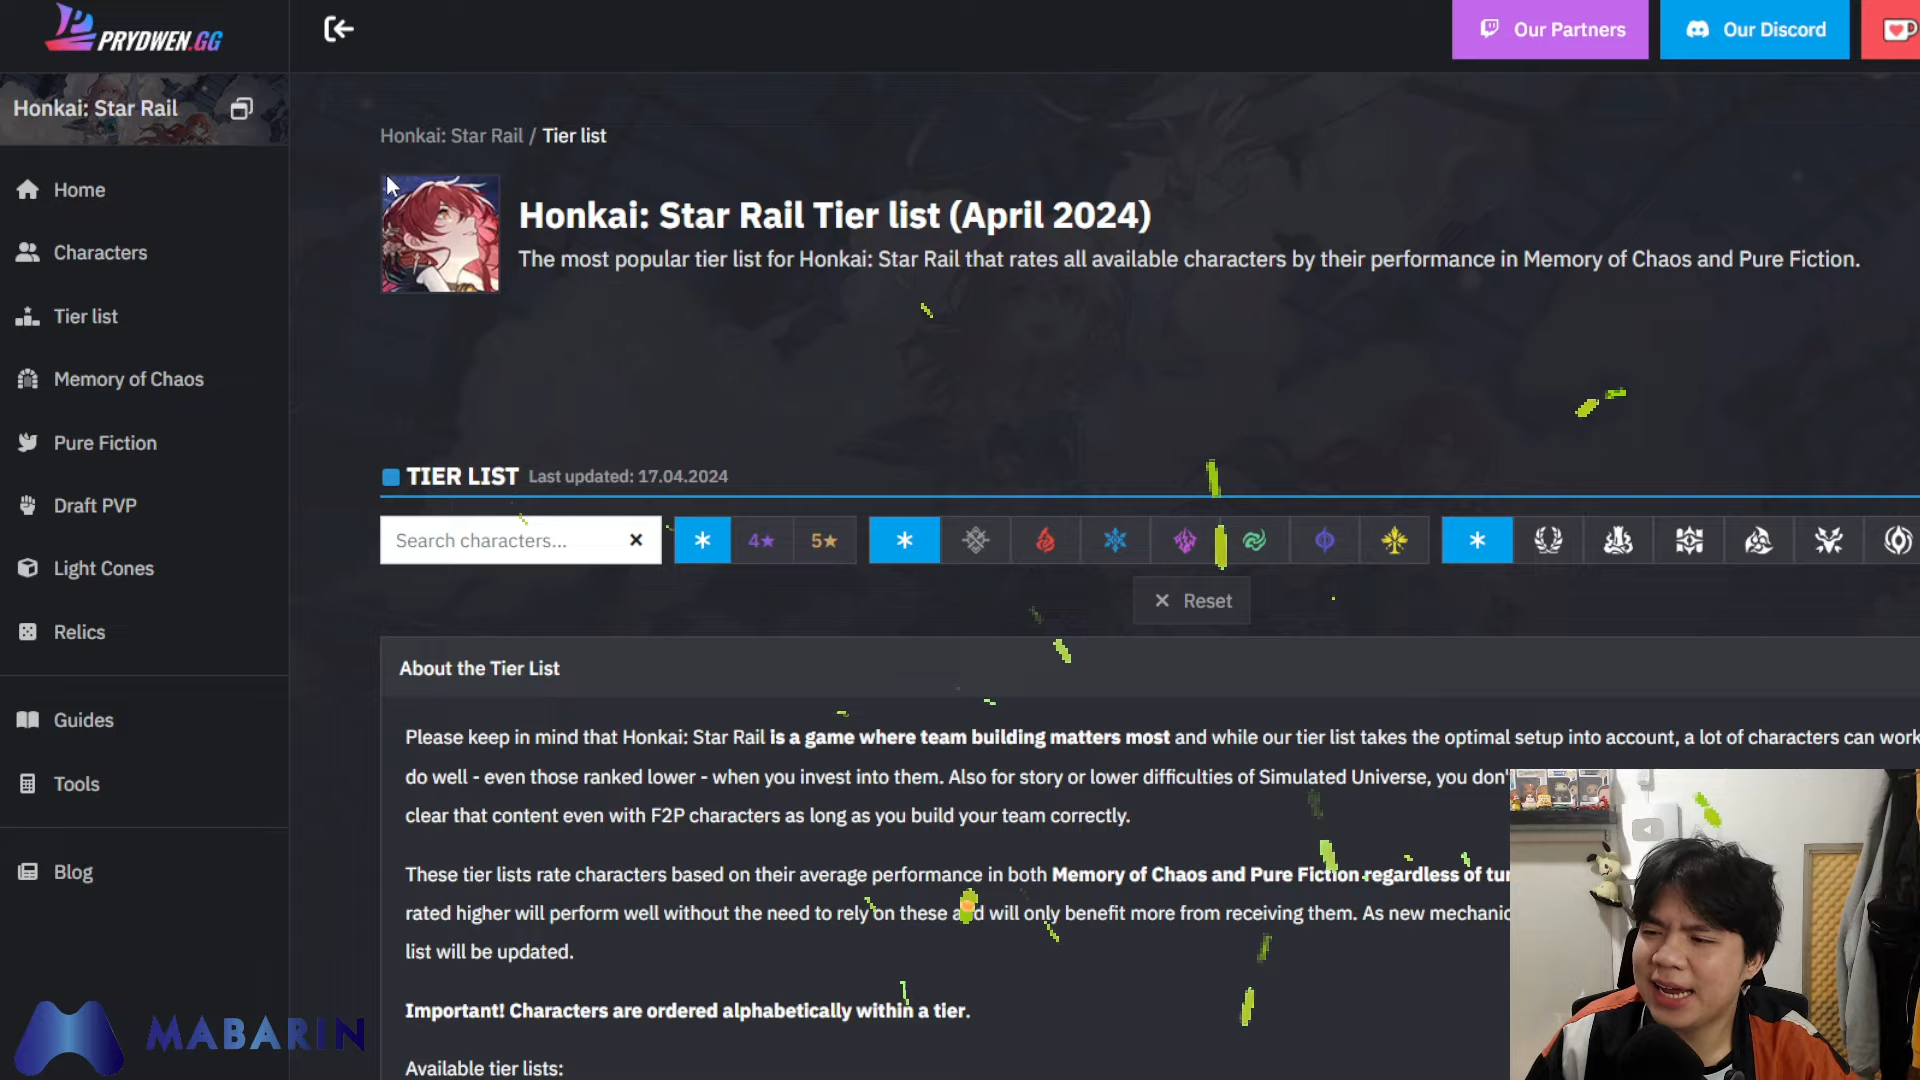 PRYDWEN.GG
Our Partners
Our Discord
Honkai: Star Rail
Home
Characters
Tier list
Memory of Chaos
Pure Fiction
Draft PVP
Light Cones
Relics
Guides
Tools
Blog
MABARIN
Honkai: Star Rail / Tier list
Honkai: Star Rail Tier list (April 2024)
The most popular tier list for Honkai: Star Rail that rates all available characters by their performance in Memory of Chaos and Pure Fiction.
TIER LIST Last updated: 17.04.2024
Search characters...
4★ 5★
Reset
About the Tier List
Please keep in mind that Honkai: Star Rail is a game where team building matters most and while our tier list takes the optimal setup into account, a lot of characters can work
do well - even those ranked lower - when you invest into them. Also for story or lower difficulties of Simulated Universe, you don'
clear that content even with F2P characters as long as you build your team correctly.
These tier lists rate characters based on their average performance in both Memory of Chaos and Pure Fiction regardless of tur
rated higher will perform well without the need to rely on these and will only benefit more from receiving them. As new mechanic
list will be updated.
Important! Characters are ordered alphabetically within a tier.
Available tier lists: